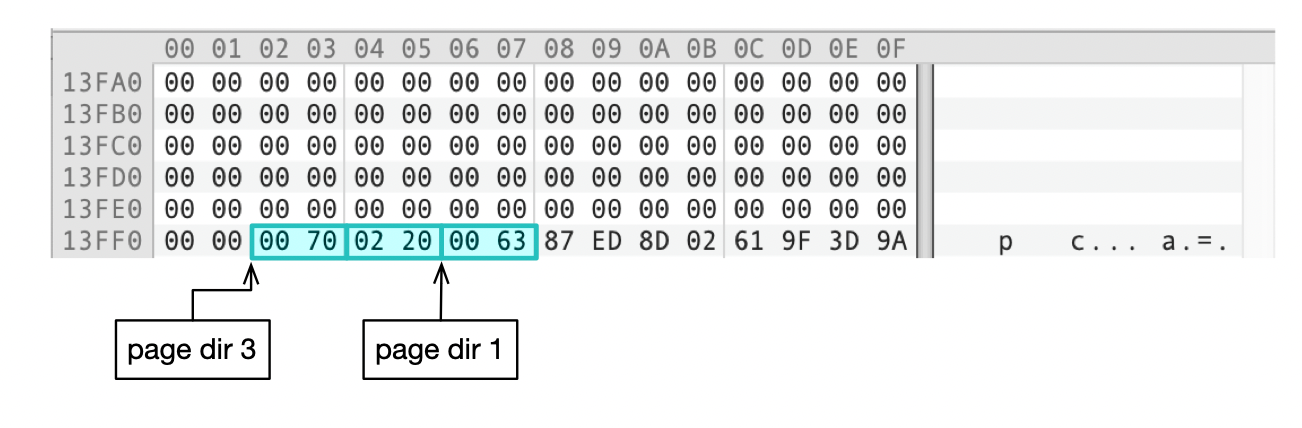 00 01 02 03 04 05 06 07 08 09 0A 0B 0C 0D 0E 0F
13FA0 00 00 00 00 00 00 00 00 00 00 00 00 00 00 00 00
13FB0 00 00 00 00 00 00 00 00 00 00 00 00 00 00 00 00
13FC0 00 00 00 00 00 00 00 00 00 00 00 00 00 00 00 00
13FD0 00 00 00 00 00 00 00 00 00 00 00 00 00 00 00 00
13FE0 00 00 00 00 00 00 00 00 00 00 00 00 00 00 00 00
13FF0 00 00 00 70 02 20 00 63 87 ED 8D 02 61 9F 3D 9A p c... a.=.
page dir 3 page dir 1